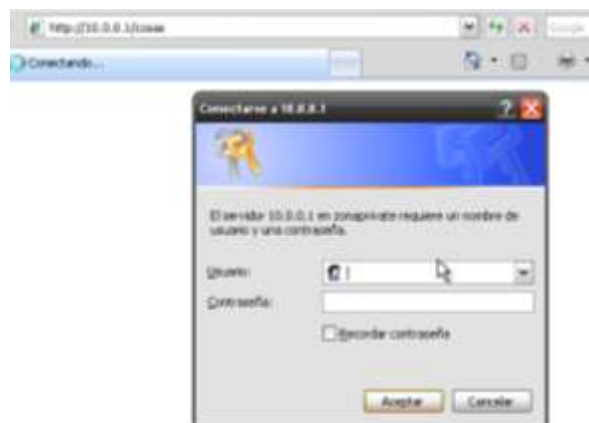 http://10.0.0.1/
Google
Conectando...
Conectarse a 10.0.0.1
El servidor 10.0.0.1 en zonaprivate requiere un nombre de
usuario y una contraseña.
Usuario:
Contraseña:
Recordar contraseña
Aceptar
Cancelar